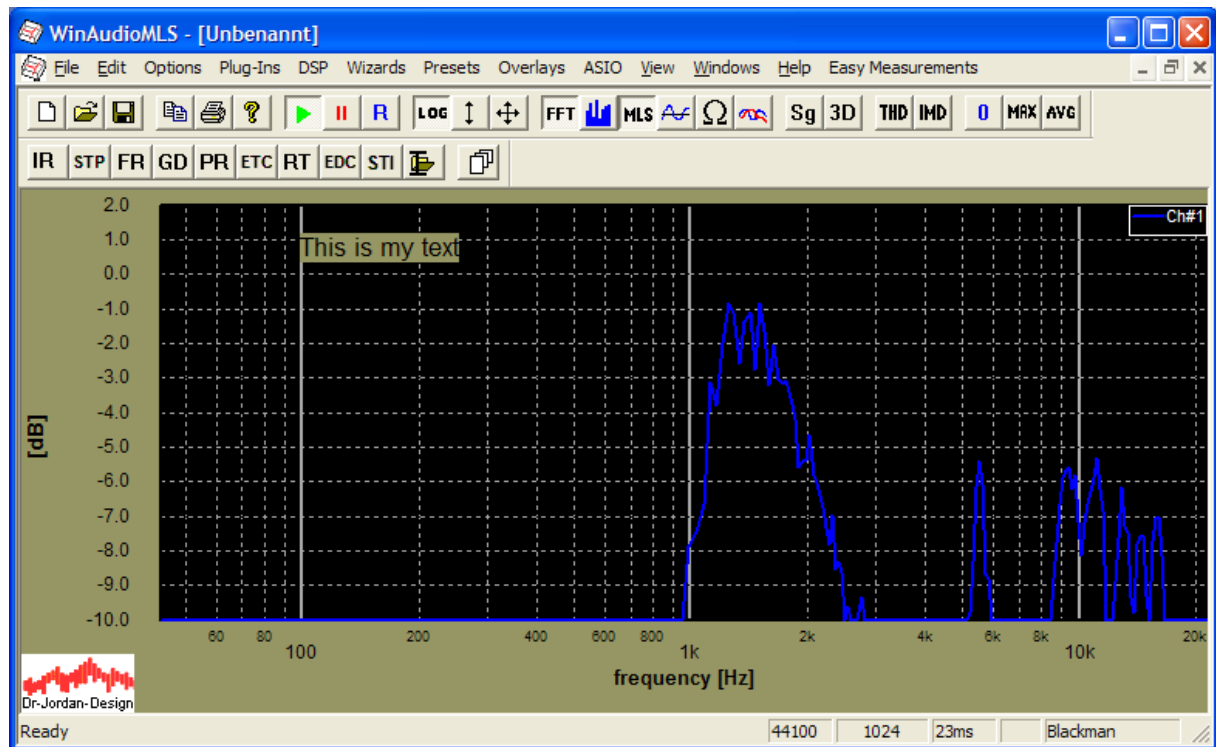 WinAudioMLS - [Unbenannt]
File Edit Options Plug-Ins DSP Wizards Presets Overlays ASIO View Windows Help Easy Measurements
R LOG FFT MLS Ω Sg 3D THD IMD 0 MAX AVG
IR STP FR GD PR ETC RT EDC STI
2.0
Ch#1
1.0
This is my text
0.0
-1.0
-2.0
-3.0
-4.0
[dB]
-5.0
-6.0
-7.0
-8.0
-9.0
-10.0
60 80 200 400 600 800 2k 4k 6k 8k 20k
100 1k 10k
frequency [Hz]
Dr-Jordan-Design
Ready 44100 1024 23ms Blackman